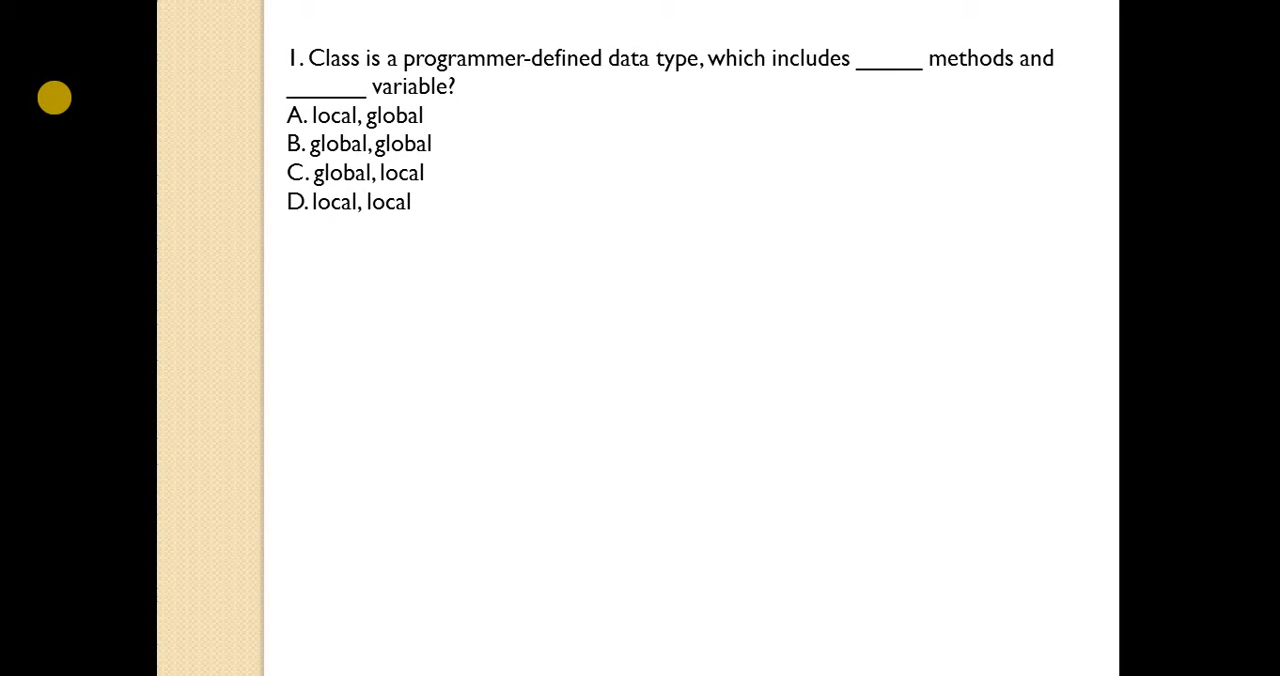 1. Class is a programmer-defined data type, which includes _____ methods and
______ variable?
A. local, global
B. global, global
C. global, local
D. local, local